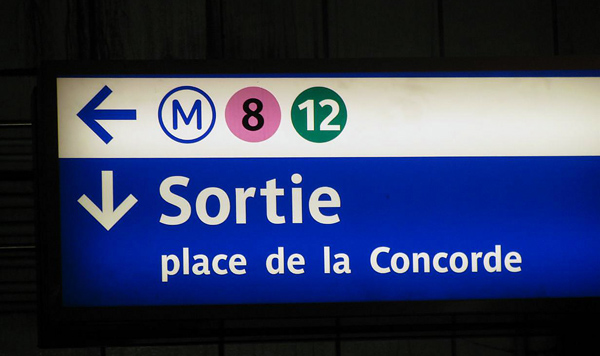 M 8 12
Sortie
place de la Concorde